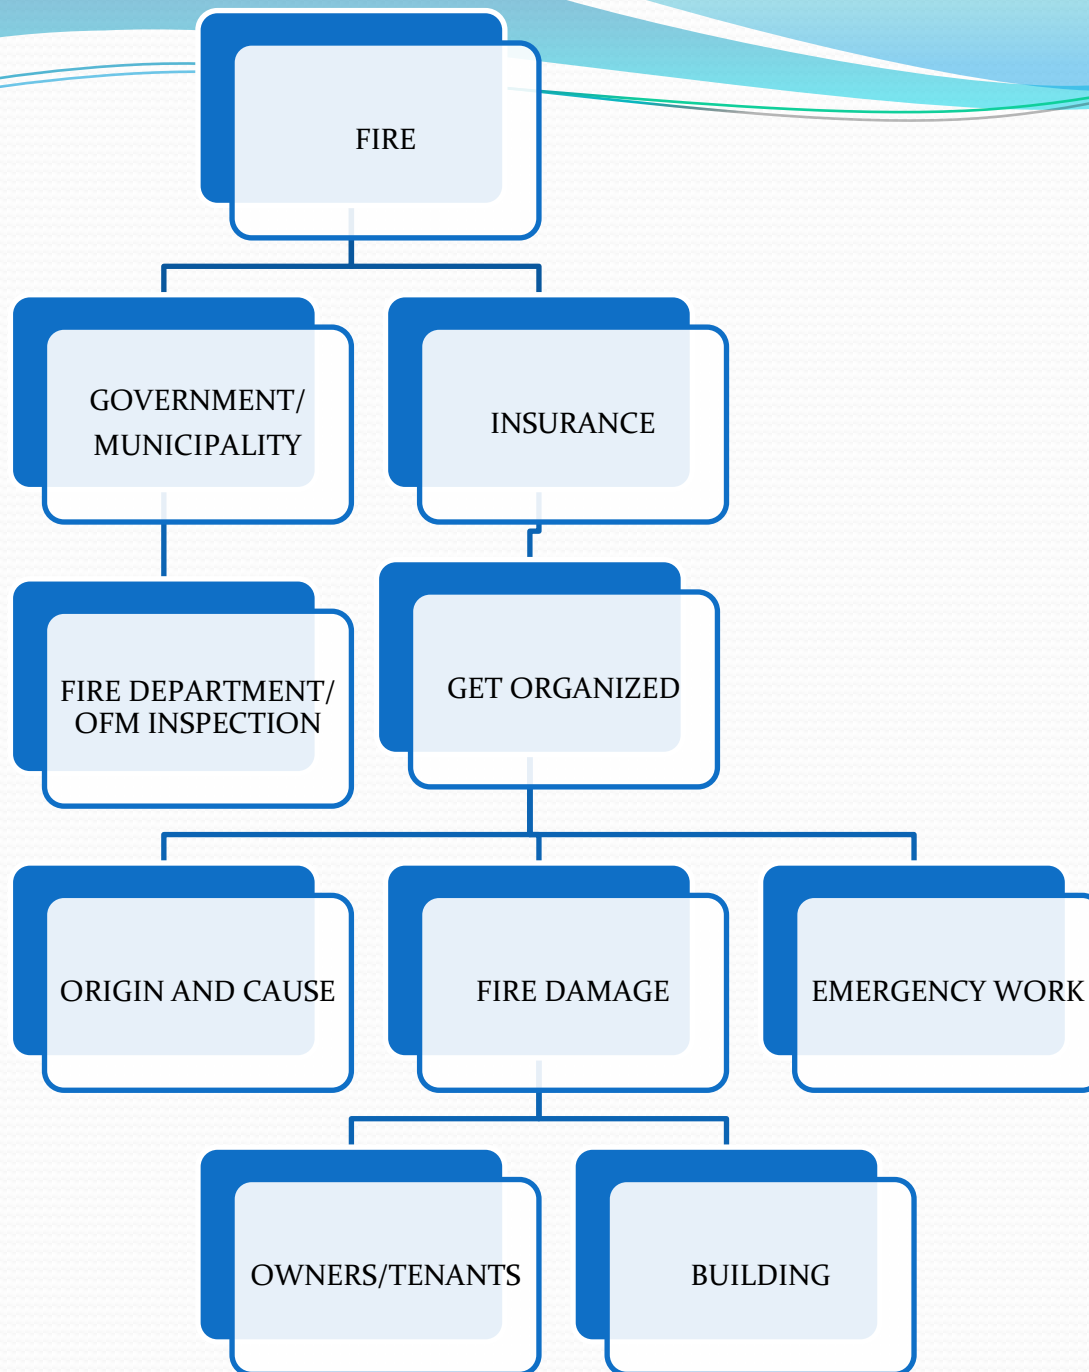 FIRE
GOVERNMENT/
MUNICIPALITY
INSURANCE
FIRE DEPARTMENT/
OFM INSPECTION
GET ORGANIZED
ORIGIN AND CAUSE
FIRE DAMAGE
EMERGENCY WORK
OWNERS/TENANTS
BUILDING